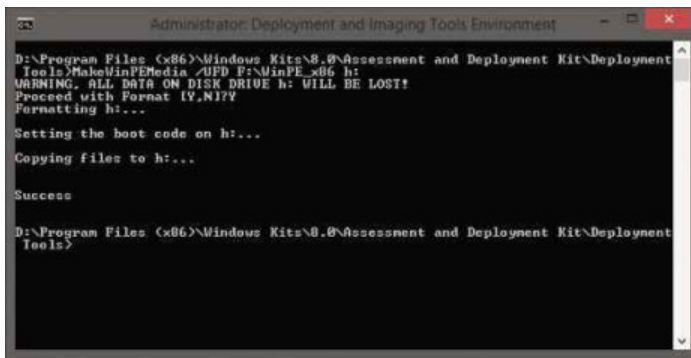 Administrator: Deployment and Imaging Tools Environment
D:\Program Files (x86)\Windows Kits\8.0\Assessment and Deployment Kit\Deployment
Tools>MakeWinPEMedia /UFD F:\WinPE_x86 h:
WARNING, ALL DATA ON DISK DRIVE h: WILL BE LOST!
Proceed with Format [Y,N]?Y
Formatting h:...
Setting the boot code on h:...
Copying files to h:...
Success
D:\Program Files (x86)\Windows Kits\8.0\Assessment and Deployment Kit\Deployment
Tools>